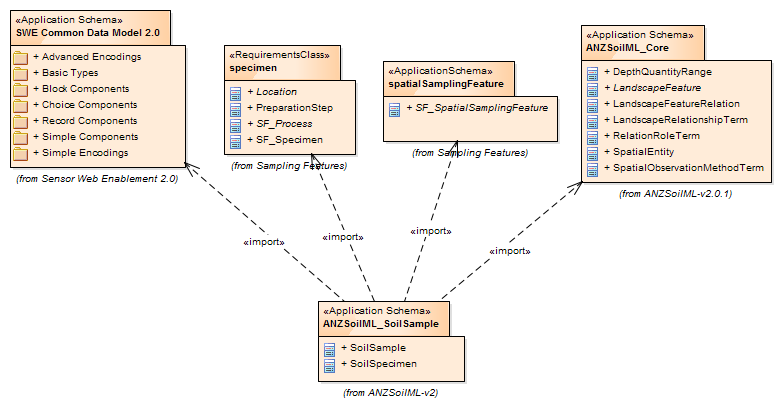 «Application Schema»
SWE Common Data Model 2.0
+ Advanced Encodings
+ Basic Types
+ Block Components
+ Choice Components
+ Record Components
+ Simple Components
+ Simple Encodings
(from Sensor Web Enablement 2.0)
«RequirementsClass»
specimen
+ Location
+ PreparationStep
+ SF_Process
+ SF_Specimen
(from Sampling Features)
«ApplicationSchema»
spatialSamplingFeature
+ SF_SpatialSamplingFeature
(from Sampling Features)
«Application Schema»
ANZSoilML_Core
+ DepthQuantityRange
+ LandscapeFeature
+ LandscapeFeatureRelation
+ LandscapeRelationshipTerm
+ RelationRoleTerm
+ SpatialEntity
+ SpatialObservationMethodTerm
(from ANZSoilML-v2.0.1)
«import»
«import»
«import»
«import»
«Application Schema»
ANZSoilML_SoilSample
+ SoilSample
+ SoilSpecimen
(from ANZSoilML-v2)